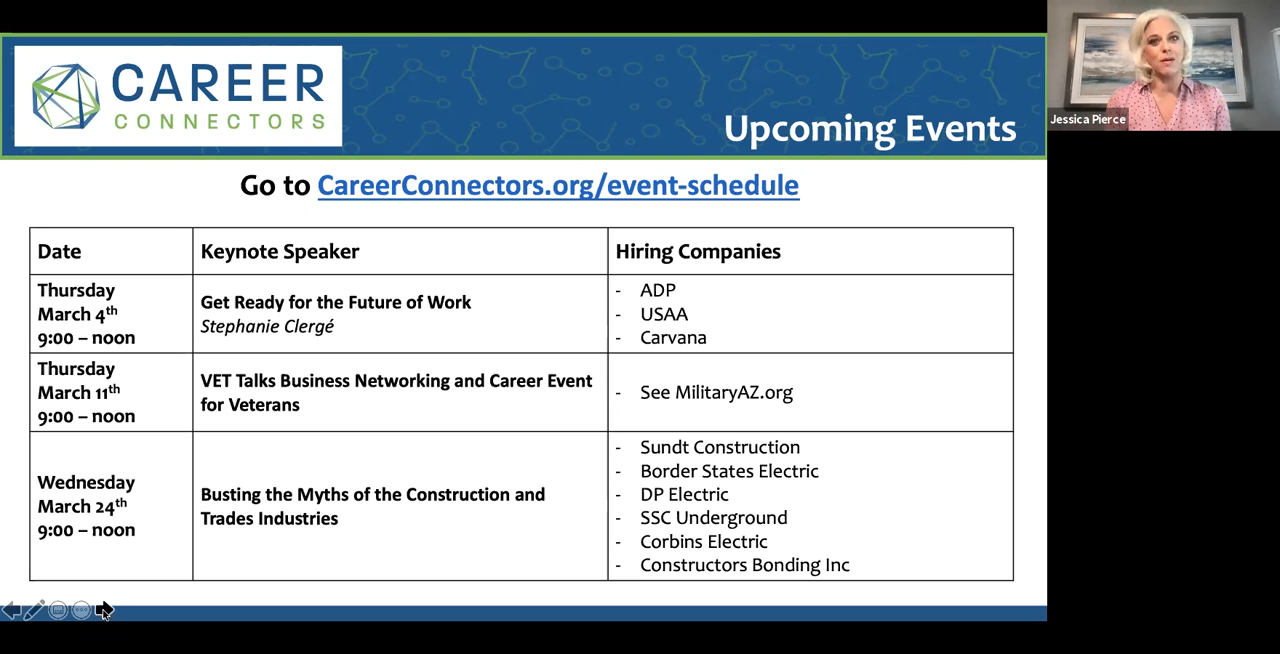 CAREER
CONNECTORS
Upcoming Events
Jessica Pierce
Go to CareerConnectors.org/event-schedule
Date
Keynote Speaker
Hiring Companies
Thursday
March 4th
9:00 – noon
Get Ready for the Future of Work
Stephanie Clergé
- ADP
- USAA
- Carvana
Thursday
March 11th
9:00 – noon
VET Talks Business Networking and Career Event
for Veterans
- See MilitaryAZ.org
Wednesday
March 24th
9:00 – noon
Busting the Myths of the Construction and
Trades Industries
- Sundt Construction
- Border States Electric
- DP Electric
- SSC Underground
- Corbins Electric
- Constructors Bonding Inc